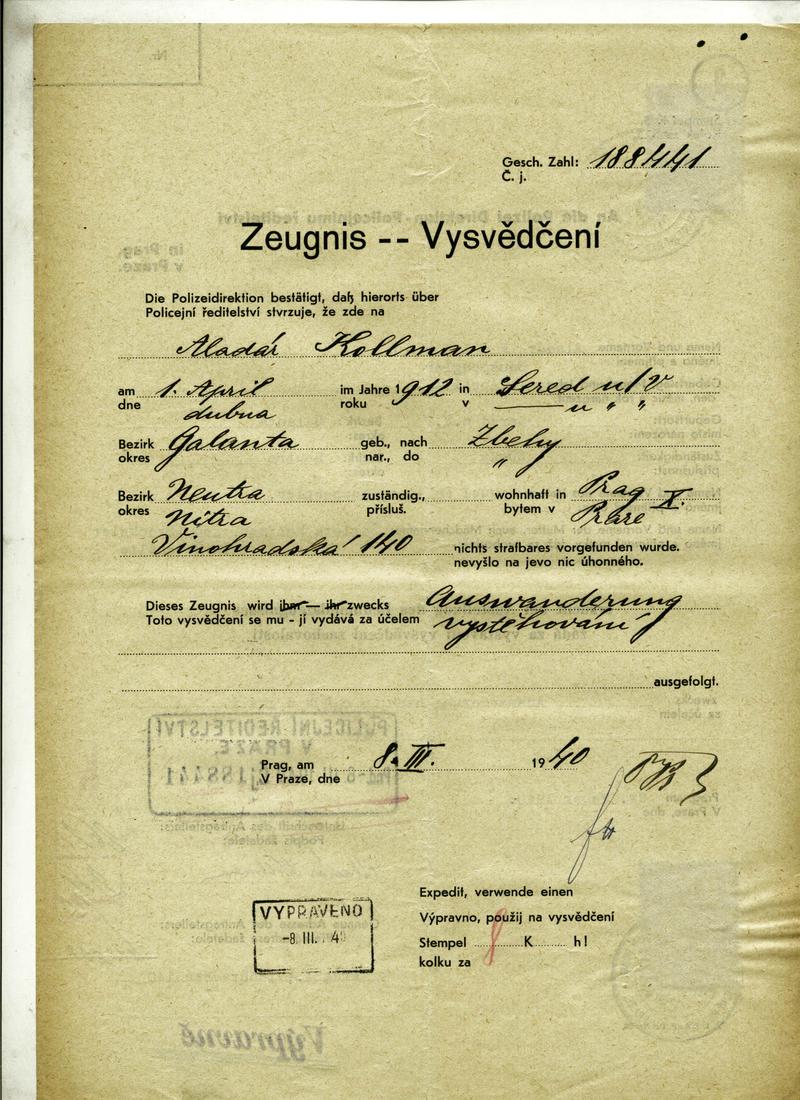 Gesch. Zahl: 188441
Č. j.
Zeugnis -- Vysvědčení
Die Polizeidirektion bestätigt, daß hierorts über
Policejní ředitelství stvrzuje, že zde na
Aladár Kollman
am 1. April im Jahre 1912 in Sered n/V
dne dubna roku v — " " "
Bezirk Galanta geb., nach Zbehy
okres nar., do "
Bezirk Neutra zuständig., wohnhaft in Prag X.
okres Nitra přísluš. bytem v Praze
Vinohradská 140 nichts strafbares vorgefunden wurde.
nevyšlo na jevo nic úhonného.
Dieses Zeugnis wird ihm — ihr zwecks Auswanderung
Toto vysvědčení se mu - jí vydává za účelem vystěhování
ausgefolgt.
POLICEJNÍ ŘEDITELSTVÍ
V PRAZE
188441
Prag, am 8. III. 1940
V Praze, dne
Expedit, verwende einen
VYPRAVENO
Výpravno, použij na vysvědčení
-8. III. 4
Stempel 8 K h
kolku za
Výpravně